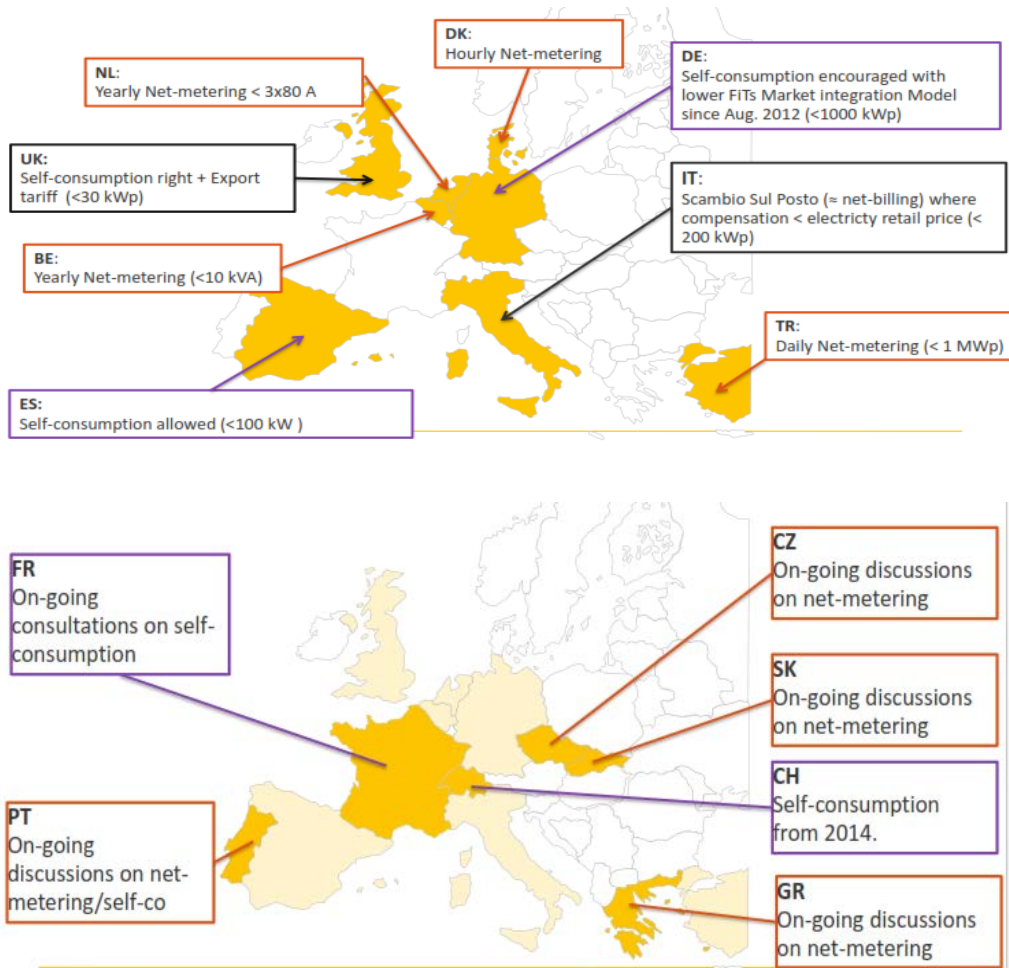 DK:
Hourly Net-metering
NL:
Yearly Net-metering < 3x80 A
DE:
Self-consumption encouraged with
lower FiTs Market integration Model
since Aug. 2012 (<1000 kWp)
UK:
Self-consumption right + Export
tariff (<30 kWp)
IT:
Scambio Sul Posto (≈ net-billing) where
compensation < electricty retail price (<
200 kWp)
BE:
Yearly Net-metering (<10 kVA)
TR:
Daily Net-metering (< 1 MWp)
ES:
Self-consumption allowed (<100 kW )
FR
On-going
consultations on self-
consumption
CZ
On-going discussions
on net-metering
SK
On-going discussions
on net-metering
CH
Self-consumption
from 2014.
PT
On-going
discussions on net-
metering/self-co
GR
On-going discussions
on net-metering